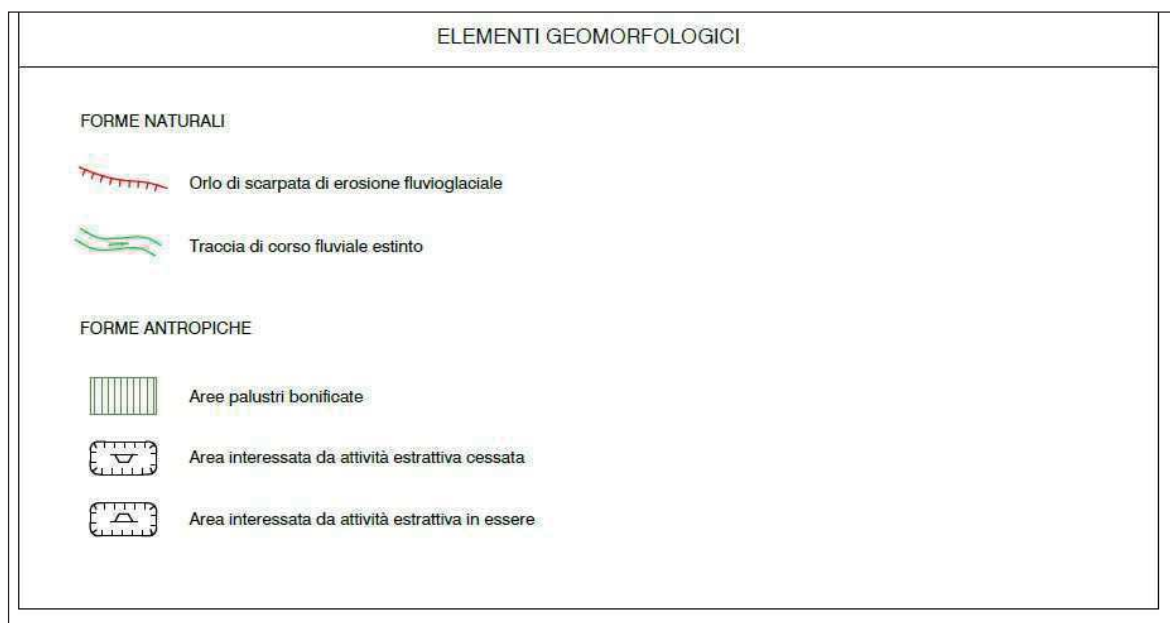 ELEMENTI GEOMORFOLOGICI
FORME NATURALI
Orlo di scarpata di erosione fluvioglaciale
Traccia di corso fluviale estinto
FORME ANTROPICHE
Aree palustri bonificate
Area interessata da attività estrattiva cessata
Area interessata da attività estrattiva in essere